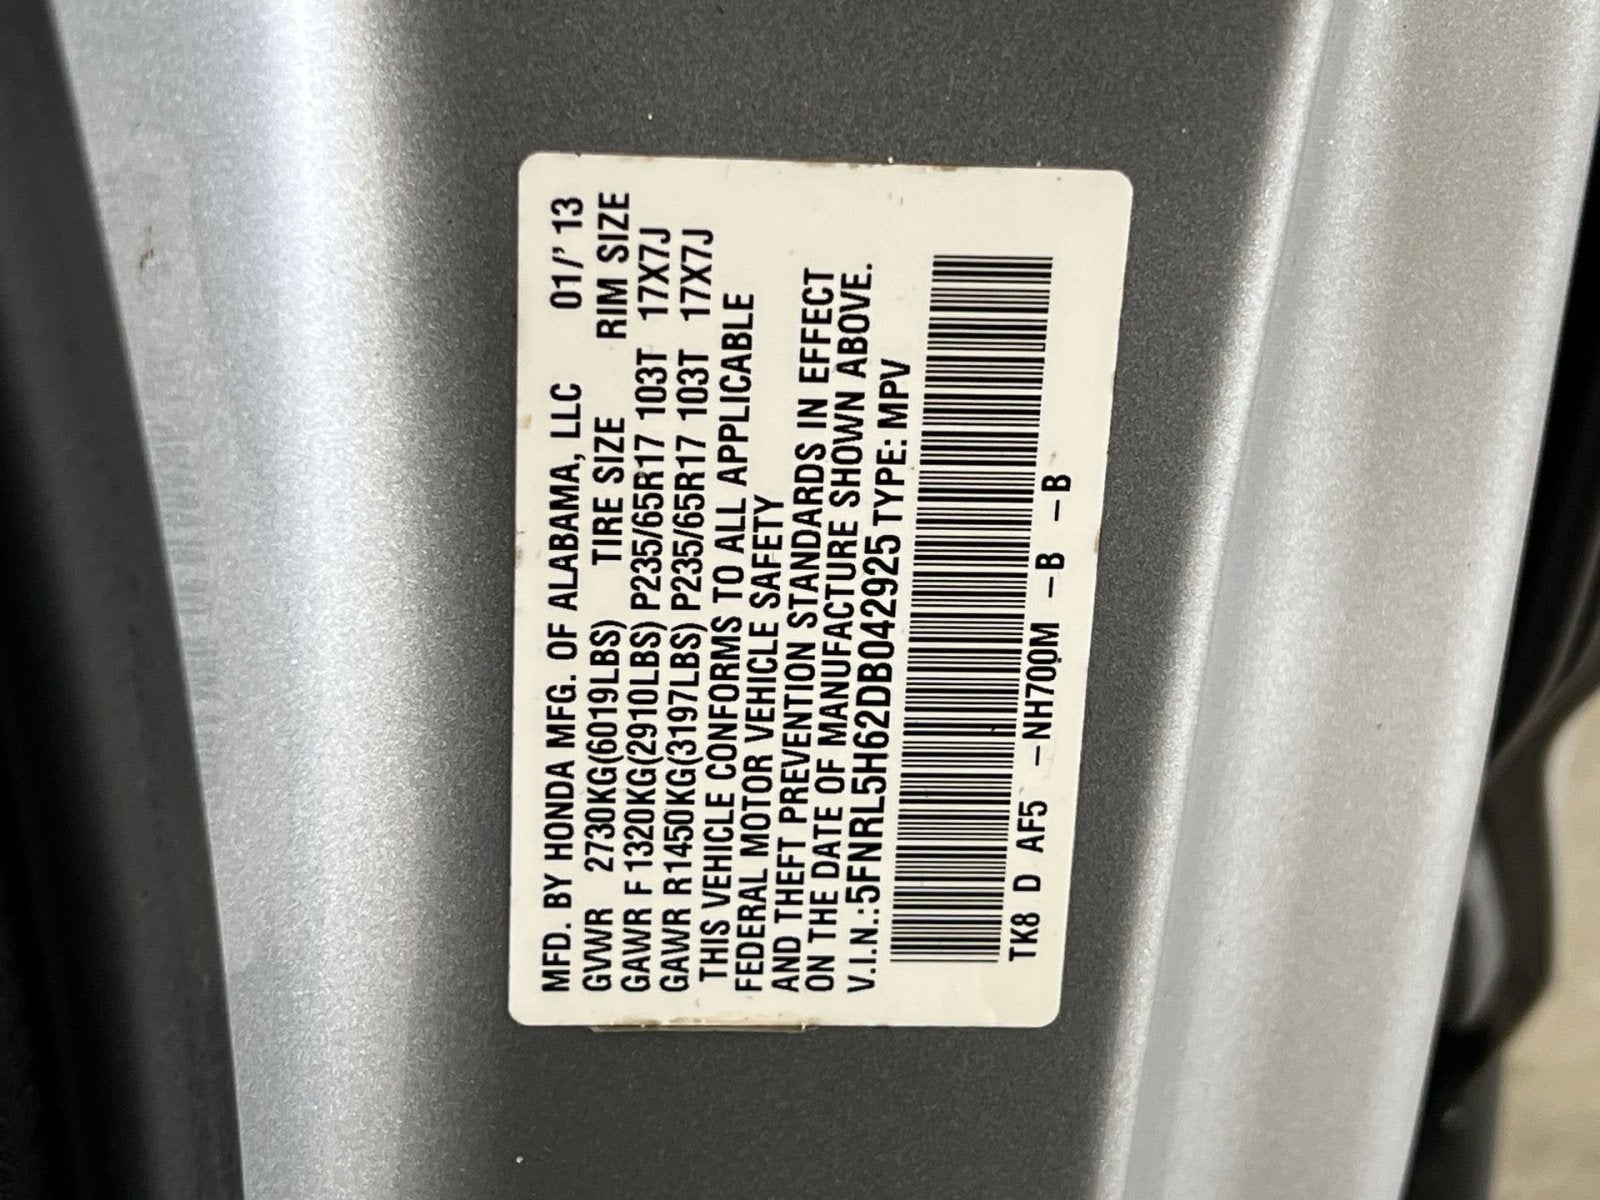 MFD. BY HONDA MFG. OF ALABAMA, LLC 01/'13
GVWR 2730KG(6019LBS) TIRE SIZE RIM SIZE
GAWR F 1320KG(2910LBS) P235/65R17 103T 17X7J
GAWR R1450KG(3197LBS) P235/65R17 103T 17X7J
THIS VEHICLE CONFORMS TO ALL APPLICABLE
FEDERAL MOTOR VEHICLE SAFETY
AND THEFT PREVENTION STANDARDS IN EFFECT
ON THE DATE OF MANUFACTURE SHOWN ABOVE.
V.I.N.:5FNRL5H62DB042925 TYPE: MPV
TK8 D AF5 -NH700M -B -B